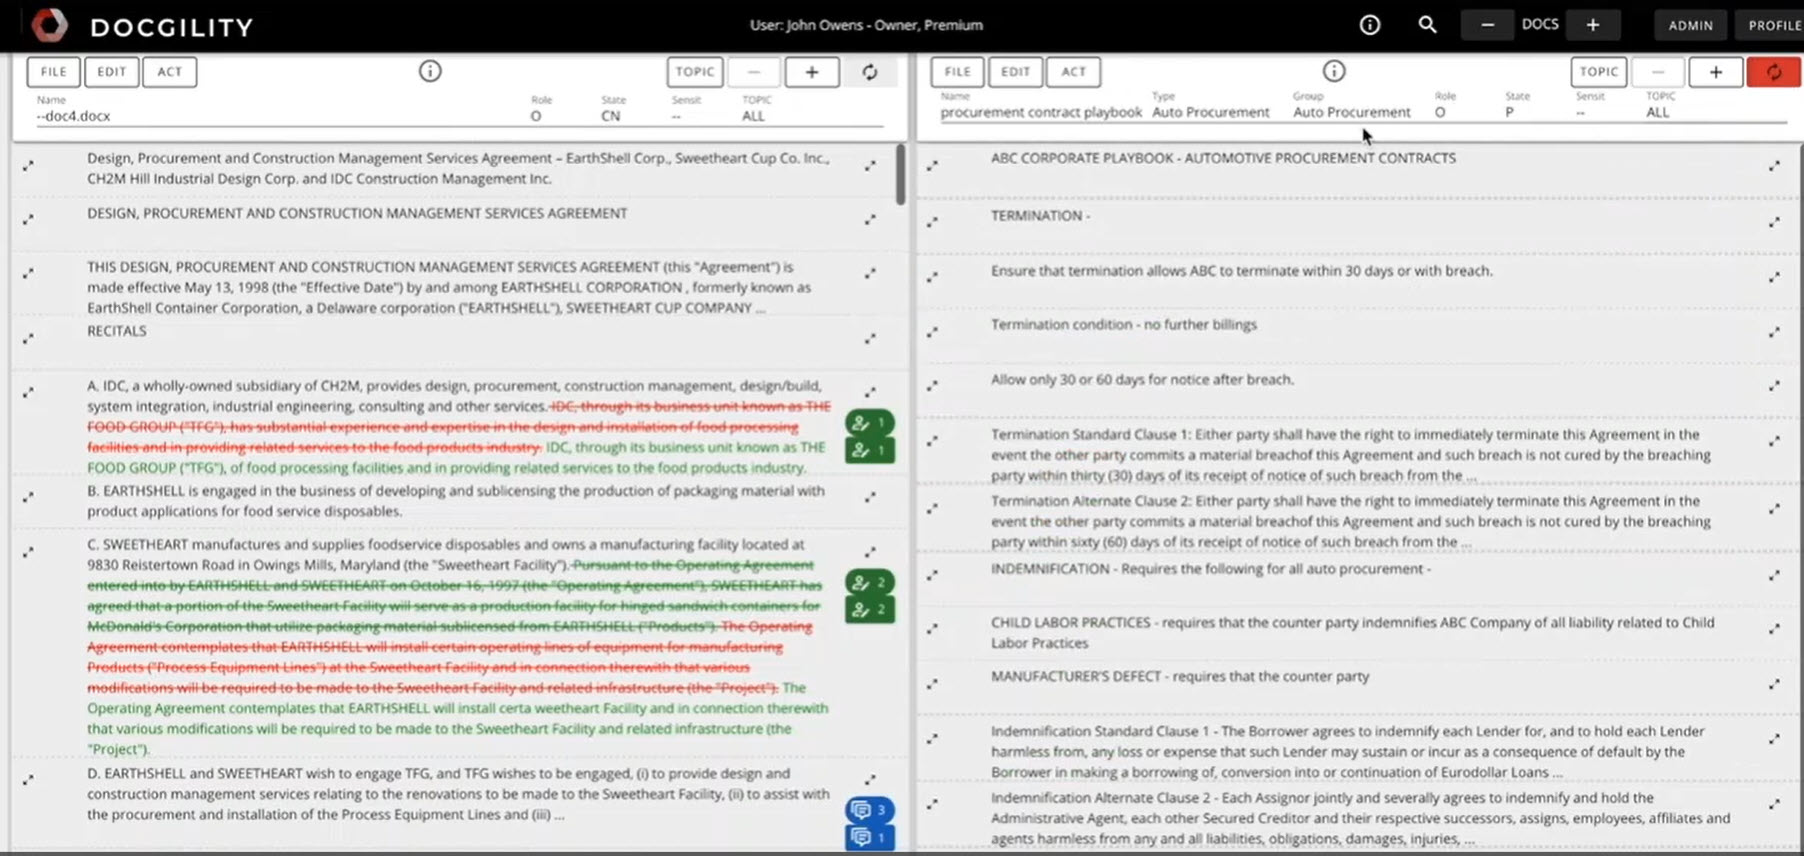 DOCGILITY
User: John Owens - Owner, Premium
DOCS
ADMIN
PROFILE
FILE
EDIT
ACT
TOPIC
Name
Role
State
Sensit
TOPIC
--doc4.docx
O
CN
--
ALL
Design, Procurement and Construction Management Services Agreement – EarthShell Corp., Sweetheart Cup Co. Inc.,
CH2M Hill Industrial Design Corp. and IDC Construction Management Inc.
DESIGN, PROCUREMENT AND CONSTRUCTION MANAGEMENT SERVICES AGREEMENT
THIS DESIGN, PROCUREMENT AND CONSTRUCTION MANAGEMENT SERVICES AGREEMENT (this "Agreement") is
made effective May 13, 1998 (the "Effective Date") by and among EARTHSHELL CORPORATION , formerly known as
EarthShell Container Corporation, a Delaware corporation ("EARTHSHELL"), SWEETHEART CUP COMPANY ...
RECITALS
A. IDC, a wholly-owned subsidiary of CH2M, provides design, procurement, construction management, design/build,
system integration, industrial engineering, consulting and other services. IDC, through its business unit known as THE
FOOD GROUP ("TFG"), has substantial experience and expertise in the design and installation of food processing
facilities and in providing related services to the food products industry. IDC, through its business unit known as THE
FOOD GROUP ("TFG"), of food processing facilities and in providing related services to the food products industry.
1
1
B. EARTHSHELL is engaged in the business of developing and sublicensing the production of packaging material with
product applications for food service disposables.
C. SWEETHEART manufactures and supplies foodservice disposables and owns a manufacturing facility located at
9830 Reistertown Road in Owings Mills, Maryland (the "Sweetheart Facility"). Pursuant to the Operating Agreement
entered into by EARTHSHELL and SWEETHEART on October 16, 1997 (the "Operating Agreement"), SWEETHEART has
agreed that a portion of the Sweetheart Facility will serve as a production facility for hinged sandwich containers for
McDonald's Corporation that utilize packaging material sublicensed from EARTHSHELL ("Products"). The Operating
Agreement contemplates that EARTHSHELL will install certain operating lines of equipment for manufacturing
Products ("Process Equipment Lines") at the Sweetheart Facility and in connection therewith that various
modifications will be required to be made to the Sweetheart Facility and related infrastructure (the "Project"). The
Operating Agreement contemplates that EARTHSHELL will install certa weetheart Facility and in connection therewith
that various modifications will be required to be made to the Sweetheart Facility and related infrastructure (the
"Project").
2
2
D. EARTHSHELL and SWEETHEART wish to engage TFG, and TFG wishes to be engaged, (i) to provide design and
construction management services relating to the renovations to be made to the Sweetheart Facility, (ii) to assist with
the procurement and installation of the Process Equipment Lines and (iii) ...
3
1
FILE
EDIT
ACT
TOPIC
Name
Type
Group
Role
State
Sensit
TOPIC
procurement contract playbook
Auto Procurement
Auto Procurement
O
P
--
ALL
ABC CORPORATE PLAYBOOK - AUTOMOTIVE PROCUREMENT CONTRACTS
TERMINATION -
Ensure that termination allows ABC to terminate within 30 days or with breach.
Termination condition - no further billings
Allow only 30 or 60 days for notice after breach.
Termination Standard Clause 1: Either party shall have the right to immediately terminate this Agreement in the
event the other party commits a material breachof this Agreement and such breach is not cured by the breaching
party within thirty (30) days of its receipt of notice of such breach from the ...
Termination Alternate Clause 2: Either party shall have the right to immediately terminate this Agreement in the
event the other party commits a material breachof this Agreement and such breach is not cured by the breaching
party within sixty (60) days of its receipt of notice of such breach from the ...
INDEMNIFICATION - Requires the following for all auto procurement -
CHILD LABOR PRACTICES - requires that the counter party indemnifies ABC Company of all liability related to Child
Labor Practices
MANUFACTURER'S DEFECT - requires that the counter party
Indemnification Standard Clause 1 - The Borrower agrees to indemnify each Lender for, and to hold each Lender
harmless from, any loss or expense that such Lender may sustain or incur as a consequence of default by the
Borrower in making a borrowing of, conversion into or continuation of Eurodollar Loans ...
Indemnification Alternate Clause 2 - Each Assignor jointly and severally agrees to indemnify and hold the
Administrative Agent, each other Secured Creditor and their respective successors, assigns, employees, affiliates and
agents harmless from any and all liabilities, obligations, damages, injuries, ...